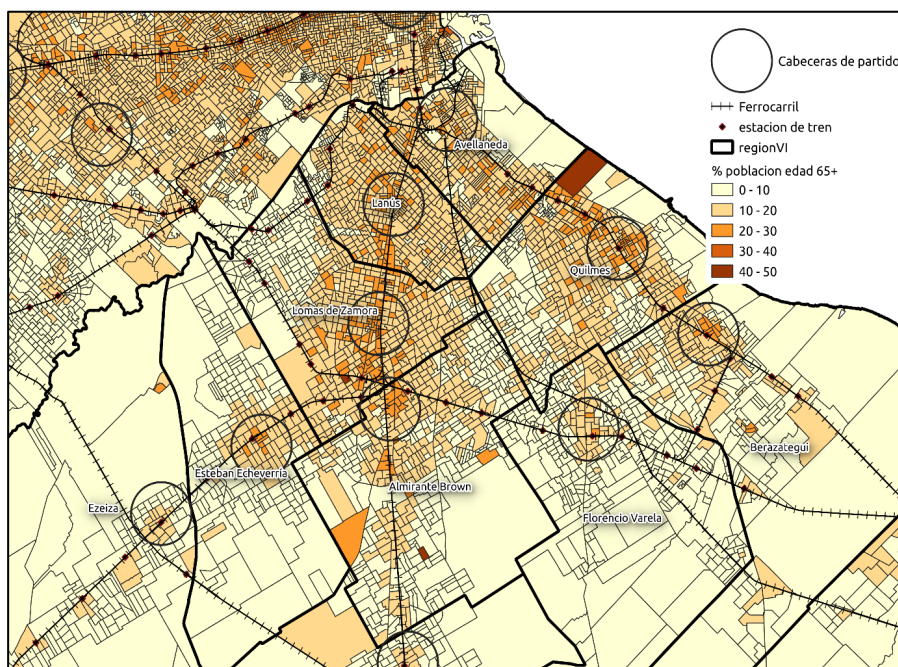 Cabeceras de partido
Ferrocarril
estacion de tren
regionVI
% poblacion edad 65+
0 - 10
10 - 20
20 - 30
30 - 40
40 - 50
Avellaneda
Lanús
Quilmes
Lomas de Zamora
Berazategui
Esteban Echeverria
Almirante Brown
Ezeiza
Florencio Varela